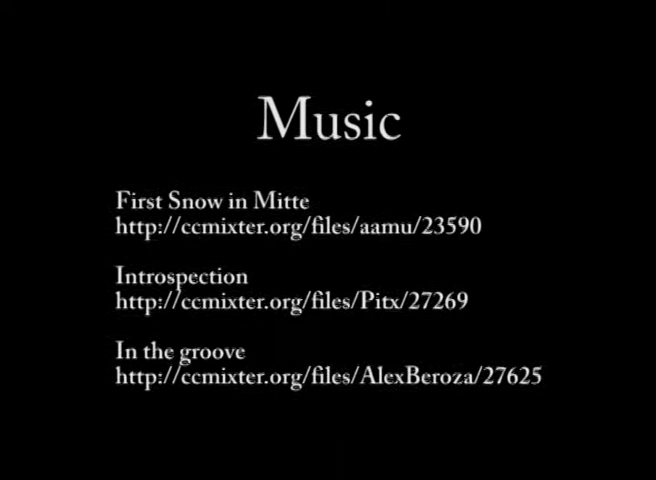 Music
First Snow in Mitte
http://ccmixter.org/files/aamu/23590
Introspection
http://ccmixter.org/files/Pitx/27269
In the groove
http://ccmixter.org/files/AlexBeroza/27625